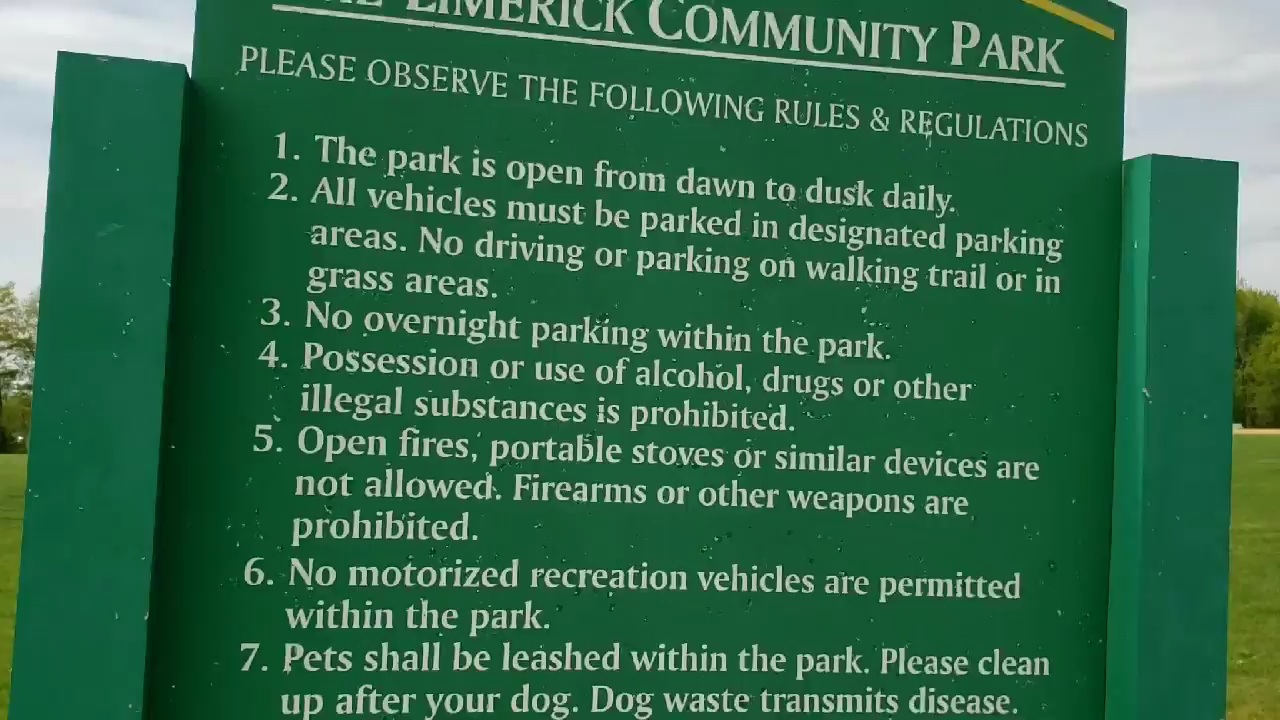 LIMERICK COMMUNITY PARK
PLEASE OBSERVE THE FOLLOWING RULES & REGULATIONS
1. The park is open from dawn to dusk daily.
2. All vehicles must be parked in designated parking
areas. No driving or parking on walking trail or in
grass areas.
3. No overnight parking within the park.
4. Possession or use of alcohol, drugs or other
illegal substances is prohibited.
5. Open fires, portable stoves or similar devices are
not allowed. Firearms or other weapons are
prohibited.
6. No motorized recreation vehicles are permitted
within the park.
7. Pets shall be leashed within the park. Please clean
up after your dog. Dog waste transmits disease.